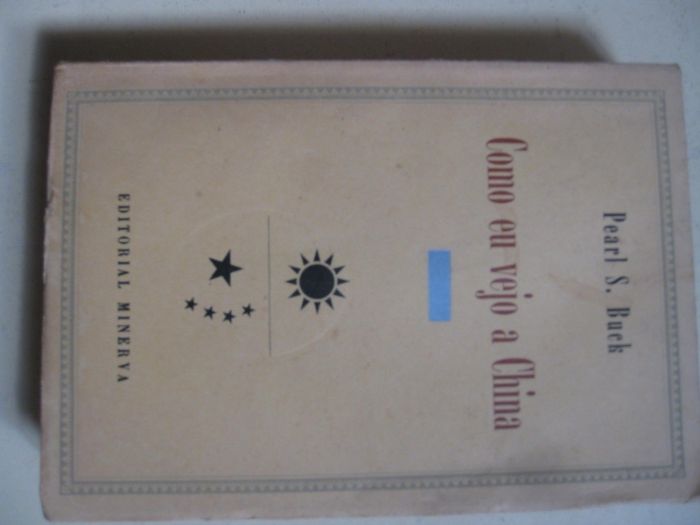 Pearl S. Buck
Como eu vejo a China
EDITORIAL MINERVA